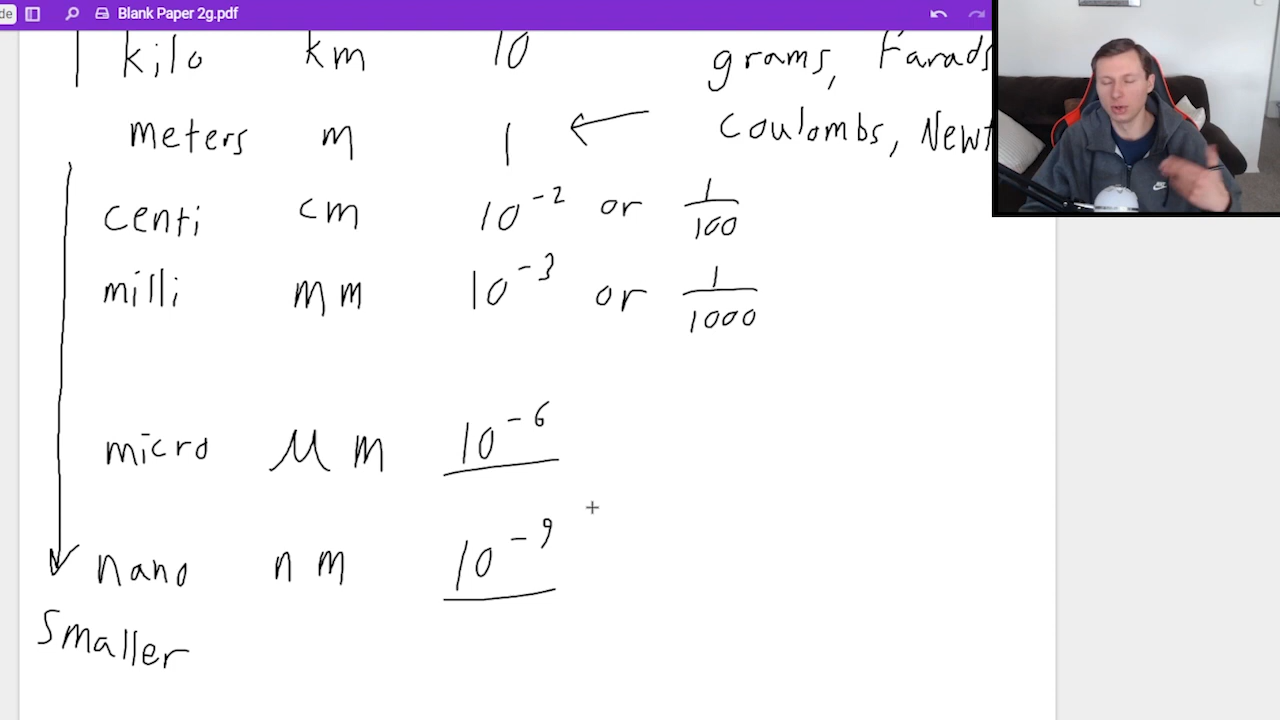 de Blank Paper 2g.pdf
kilo km 10 grams, Farads
meters m 1 ← coulombs, Newt
centi cm 10⁻² or 1/100
milli mm 10⁻³ or 1/1000
micro μm 10⁻⁶
nano nm 10⁻⁹
Smaller